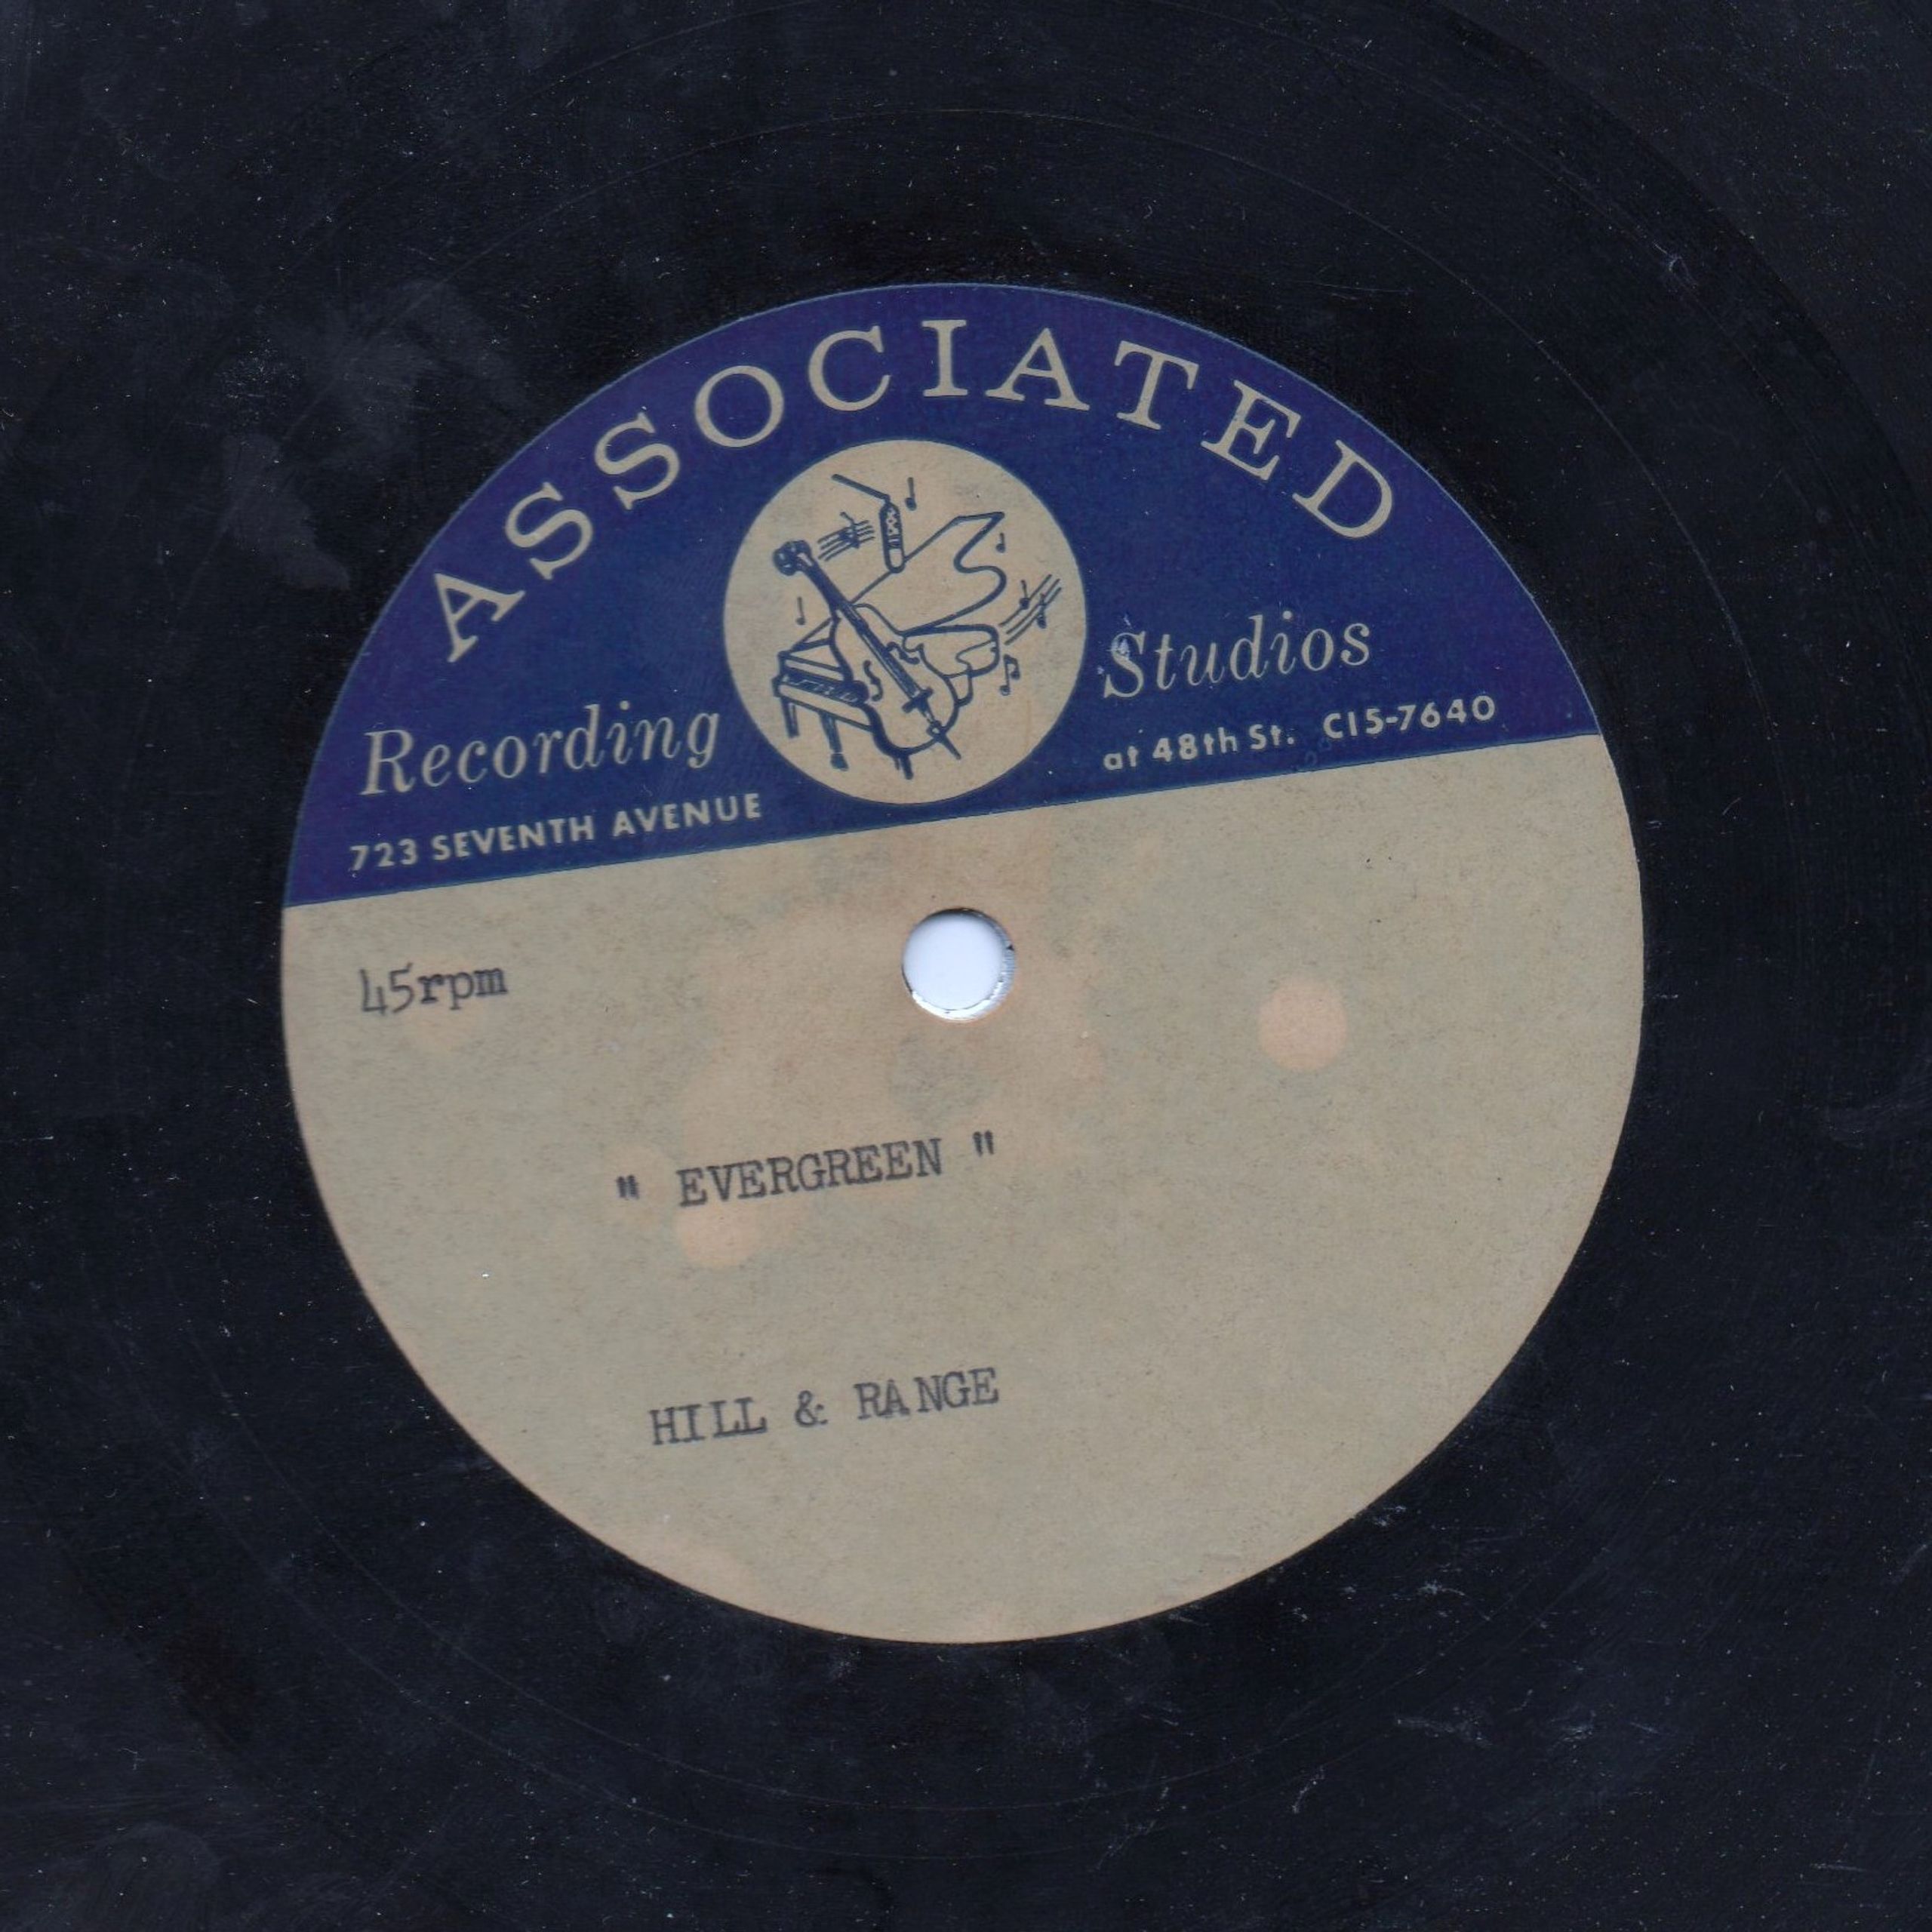 ASSOCIATED
Recording Studios
723 SEVENTH AVENUE at 48th St. CI5-7640
45rpm
" EVERGREEN "
HILL & RANGE